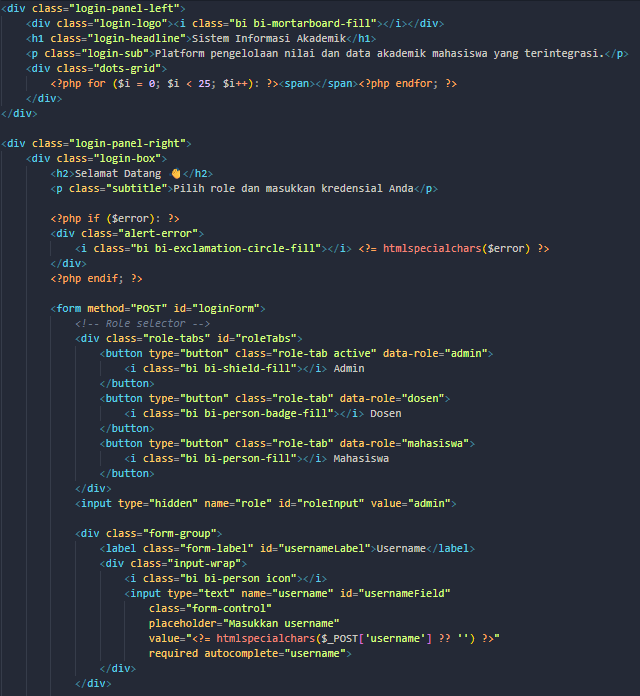 <div class="login-panel-left">
    <div class="login-logo"><i class="bi bi-mortarboard-fill"></i></div>
    <h1 class="login-headline">Sistem Informasi Akademik</h1>
    <p class="login-sub">Platform pengelolaan nilai dan data akademik mahasiswa yang terintegrasi.</p>
    <div class="dots-grid">
        <?php for ($i = 0; $i < 25; $i++): ?><span></span><?php endfor; ?>
    </div>
</div>

<div class="login-panel-right">
    <div class="login-box">
        <h2>Selamat Datang 👋</h2>
        <p class="subtitle">Pilih role dan masukkan kredensial Anda</p>

        <?php if ($error): ?>
        <div class="alert-error">
            <i class="bi bi-exclamation-circle-fill"></i> <?= htmlspecialchars($error) ?>
        </div>
        <?php endif; ?>

        <form method="POST" id="loginForm">
            <!-- Role selector -->
            <div class="role-tabs" id="roleTabs">
                <button type="button" class="role-tab active" data-role="admin">
                    <i class="bi bi-shield-fill"></i> Admin
                </button>
                <button type="button" class="role-tab" data-role="dosen">
                    <i class="bi bi-person-badge-fill"></i> Dosen
                </button>
                <button type="button" class="role-tab" data-role="mahasiswa">
                    <i class="bi bi-person-fill"></i> Mahasiswa
                </button>
            </div>
            <input type="hidden" name="role" id="roleInput" value="admin">

            <div class="form-group">
                <label class="form-label" id="usernameLabel">Username</label>
                <div class="input-wrap">
                    <i class="bi bi-person icon"></i>
                    <input type="text" name="username" id="usernameField"
                        class="form-control"
                        placeholder="Masukkan username"
                        value="<?= htmlspecialchars($_POST['username'] ?? '') ?>"
                        required autocomplete="username">
                </div>
            </div>